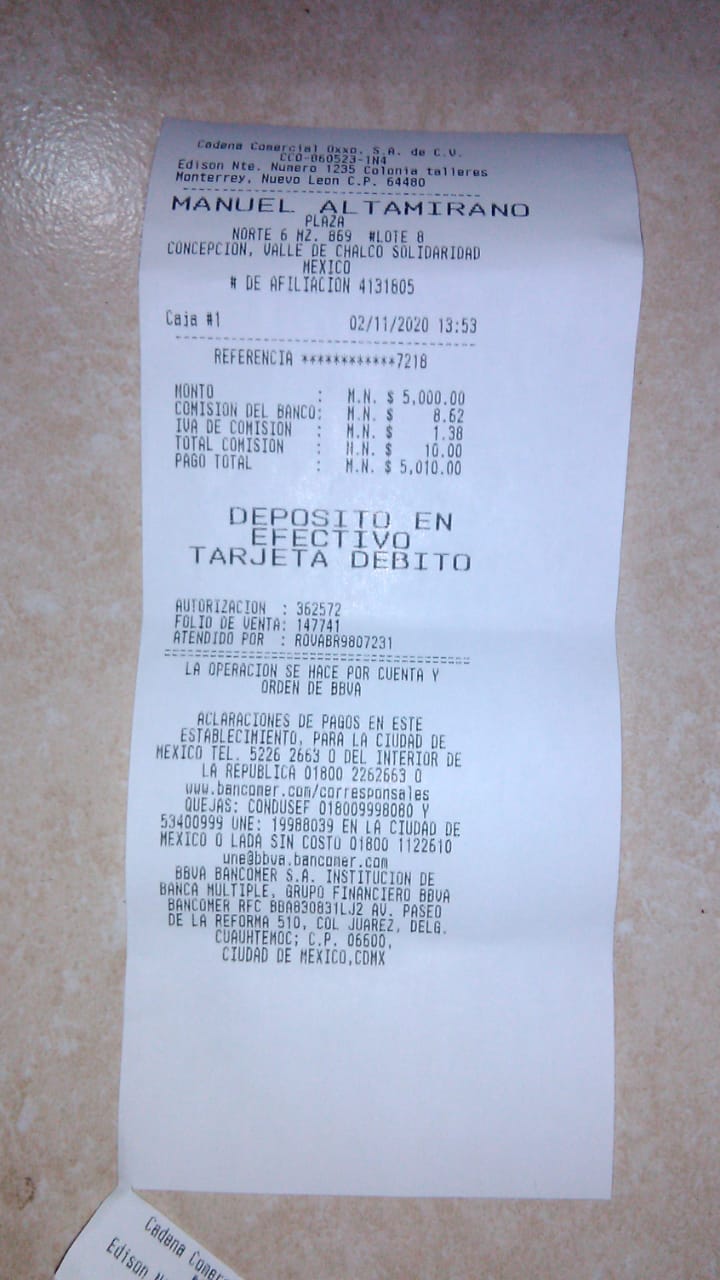 Cadena Comercial Oxxo. S.A. de C.V.
CCO-860523-1N4
Edison Nte. Numero 1235 Colonia talleres
Monterrey, Nuevo Leon C.P. 64480
MANUEL ALTAMIRANO
PLAZA
NORTE 6 MZ. 869 #LOTE 8
CONCEPCION, VALLE DE CHALCO SOLIDARIDAD
MEXICO
# DE AFILIACION 4131805
Caja #1 02/11/2020 13:53
REFERENCIA ************7218
MONTO : M.N. $ 5,000.00
COMISION DEL BANCO: M.N. $ 8.62
IVA DE COMISION : M.N. $ 1.38
TOTAL COMISION : M.N. $ 10.00
PAGO TOTAL : M.N. $ 5,010.00
DEPOSITO EN
EFECTIVO
TARJETA DEBITO
AUTORIZACION : 362572
FOLIO DE VENTA: 147741
ATENDIDO POR : ROVABR9807231
LA OPERACION SE HACE POR CUENTA Y
ORDEN DE BBVA
ACLARACIONES DE PAGOS EN ESTE
ESTABLECIMIENTO, PARA LA CIUDAD DE
MEXICO TEL. 5226 2663 O DEL INTERIOR DE
LA REPUBLICA 01800 2262663 O
www.bancomer.com/corresponsales
QUEJAS: CONDUSEF 018009998080 Y
53400999 UNE: 19988039 EN LA CIUDAD DE
MEXICO O LADA SIN COSTO 01800 1122610
une@bbva.bancomer.com
BBVA BANCOMER S.A. INSTITUCION DE
BANCA MULTIPLE, GRUPO FINANCIERO BBVA
BANCOMER RFC BBA830831LJ2 AV. PASEO
DE LA REFORMA 510, COL JUAREZ, DELG.
CUAUHTEMOC; C.P. 06600,
CIUDAD DE MEXICO,CDMX
Cadena Comer
Edison N